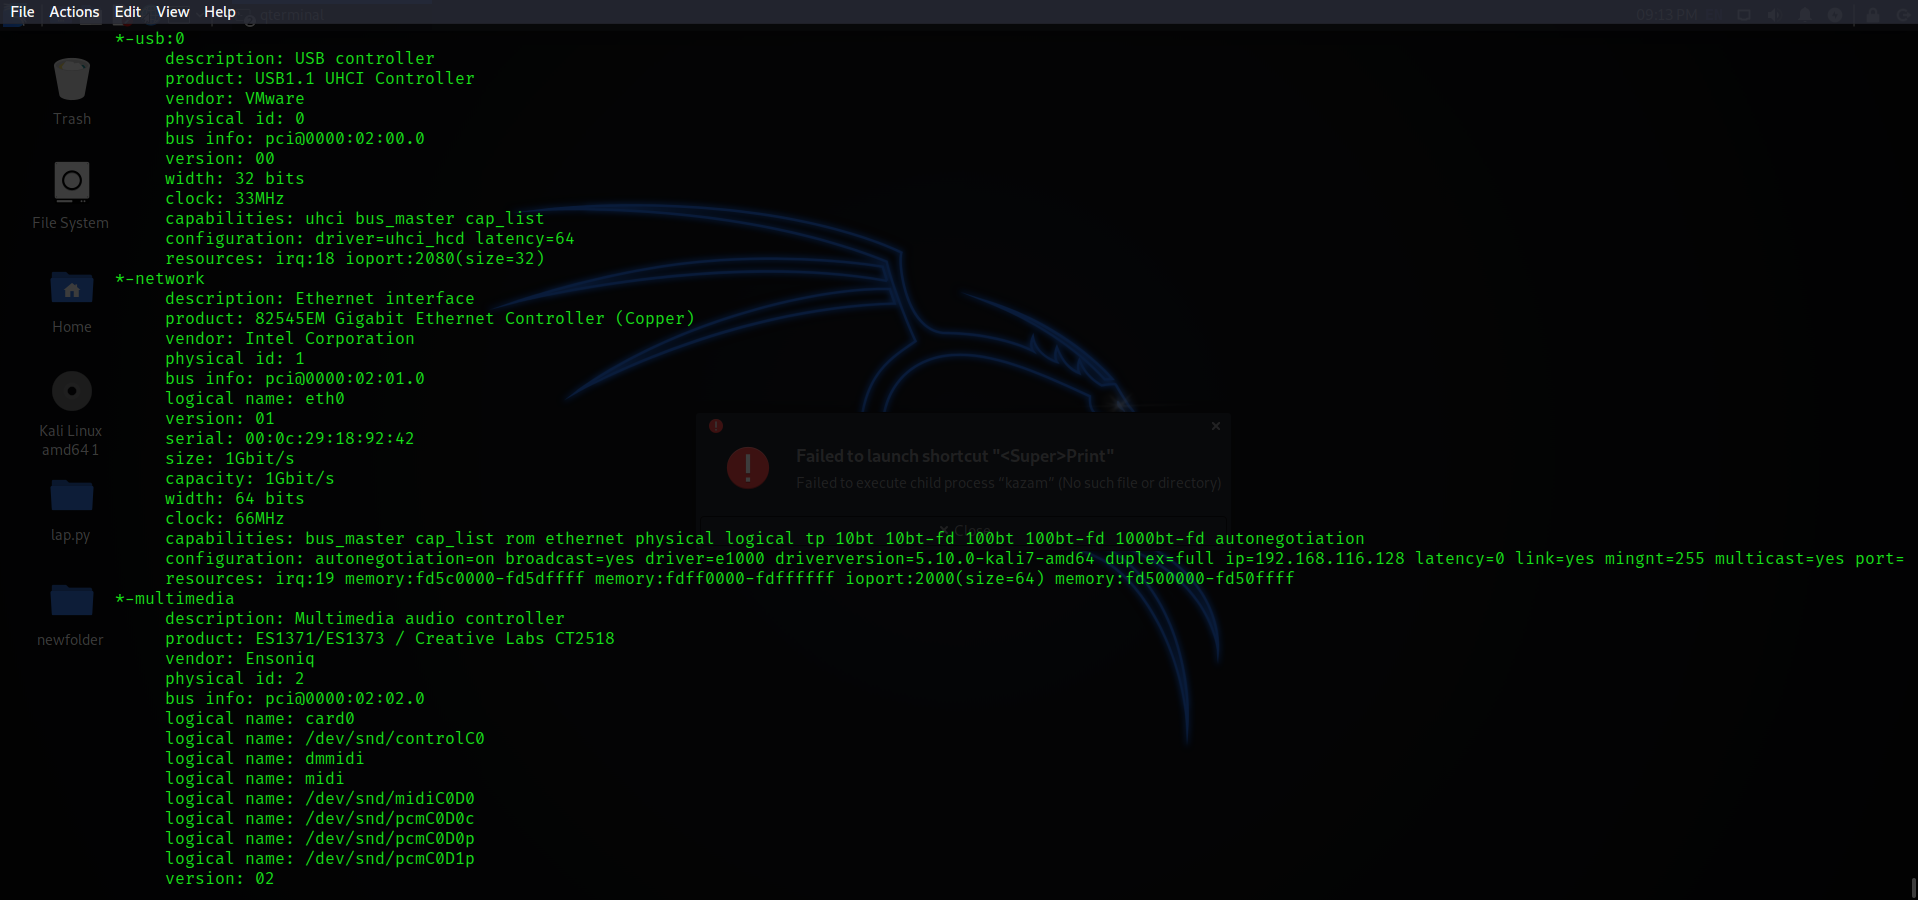 File Actions Edit View Help
qterminal
09:13 PM
Trash
File System
Home
Kali Linux
amd64 1
lap.py
newfolder
*-usb:0
description: USB controller
product: USB1.1 UHCI Controller
vendor: VMware
physical id: 0
bus info: pci@0000:02:00.0
version: 00
width: 32 bits
clock: 33MHz
capabilities: uhci bus_master cap_list
configuration: driver=uhci_hcd latency=64
resources: irq:18 ioport:2080(size=32)
*-network
description: Ethernet interface
product: 82545EM Gigabit Ethernet Controller (Copper)
vendor: Intel Corporation
physical id: 1
bus info: pci@0000:02:01.0
logical name: eth0
version: 01
serial: 00:0c:29:18:92:42
size: 1Gbit/s
capacity: 1Gbit/s
width: 64 bits
clock: 66MHz
capabilities: bus_master cap_list rom ethernet physical logical tp 10bt 10bt-fd 100bt 100bt-fd 1000bt-fd autonegotiation
configuration: autonegotiation=on broadcast=yes driver=e1000 driverversion=5.10.0-kali7-amd64 duplex=full ip=192.168.116.128 latency=0 link=yes mingnt=255 multicast=yes port=
resources: irq:19 memory:fd5c0000-fd5dffff memory:fdff0000-fdffffff ioport:2000(size=64) memory:fd500000-fd50ffff
*-multimedia
description: Multimedia audio controller
product: ES1371/ES1373 / Creative Labs CT2518
vendor: Ensoniq
physical id: 2
bus info: pci@0000:02:02.0
logical name: card0
logical name: /dev/snd/controlC0
logical name: dmmidi
logical name: midi
logical name: /dev/snd/midiC0D0
logical name: /dev/snd/pcmC0D0c
logical name: /dev/snd/pcmC0D0p
logical name: /dev/snd/pcmC0D1p
version: 02
Failed to launch shortcut "<Super>Print"
Failed to execute child process "kazam" (No such file or directory)
Close